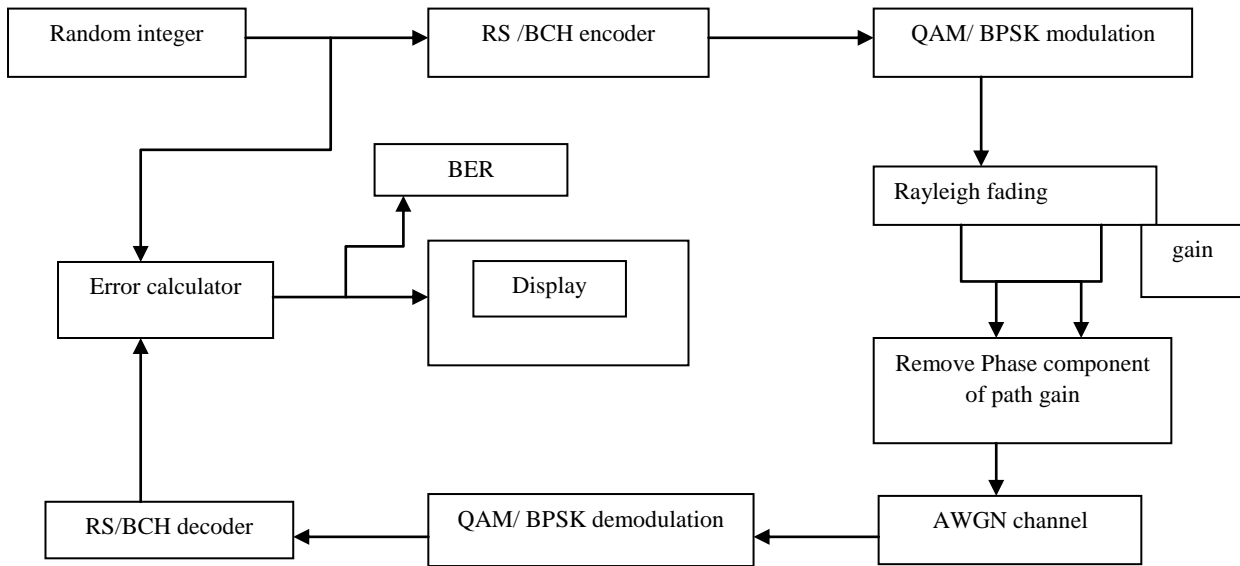 Random integer
RS /BCH encoder
QAM/ BPSK modulation
BER
Rayleigh fading
gain
Error calculator
Display
Remove Phase component
of path gain
RS/BCH decoder
QAM/ BPSK demodulation
AWGN channel